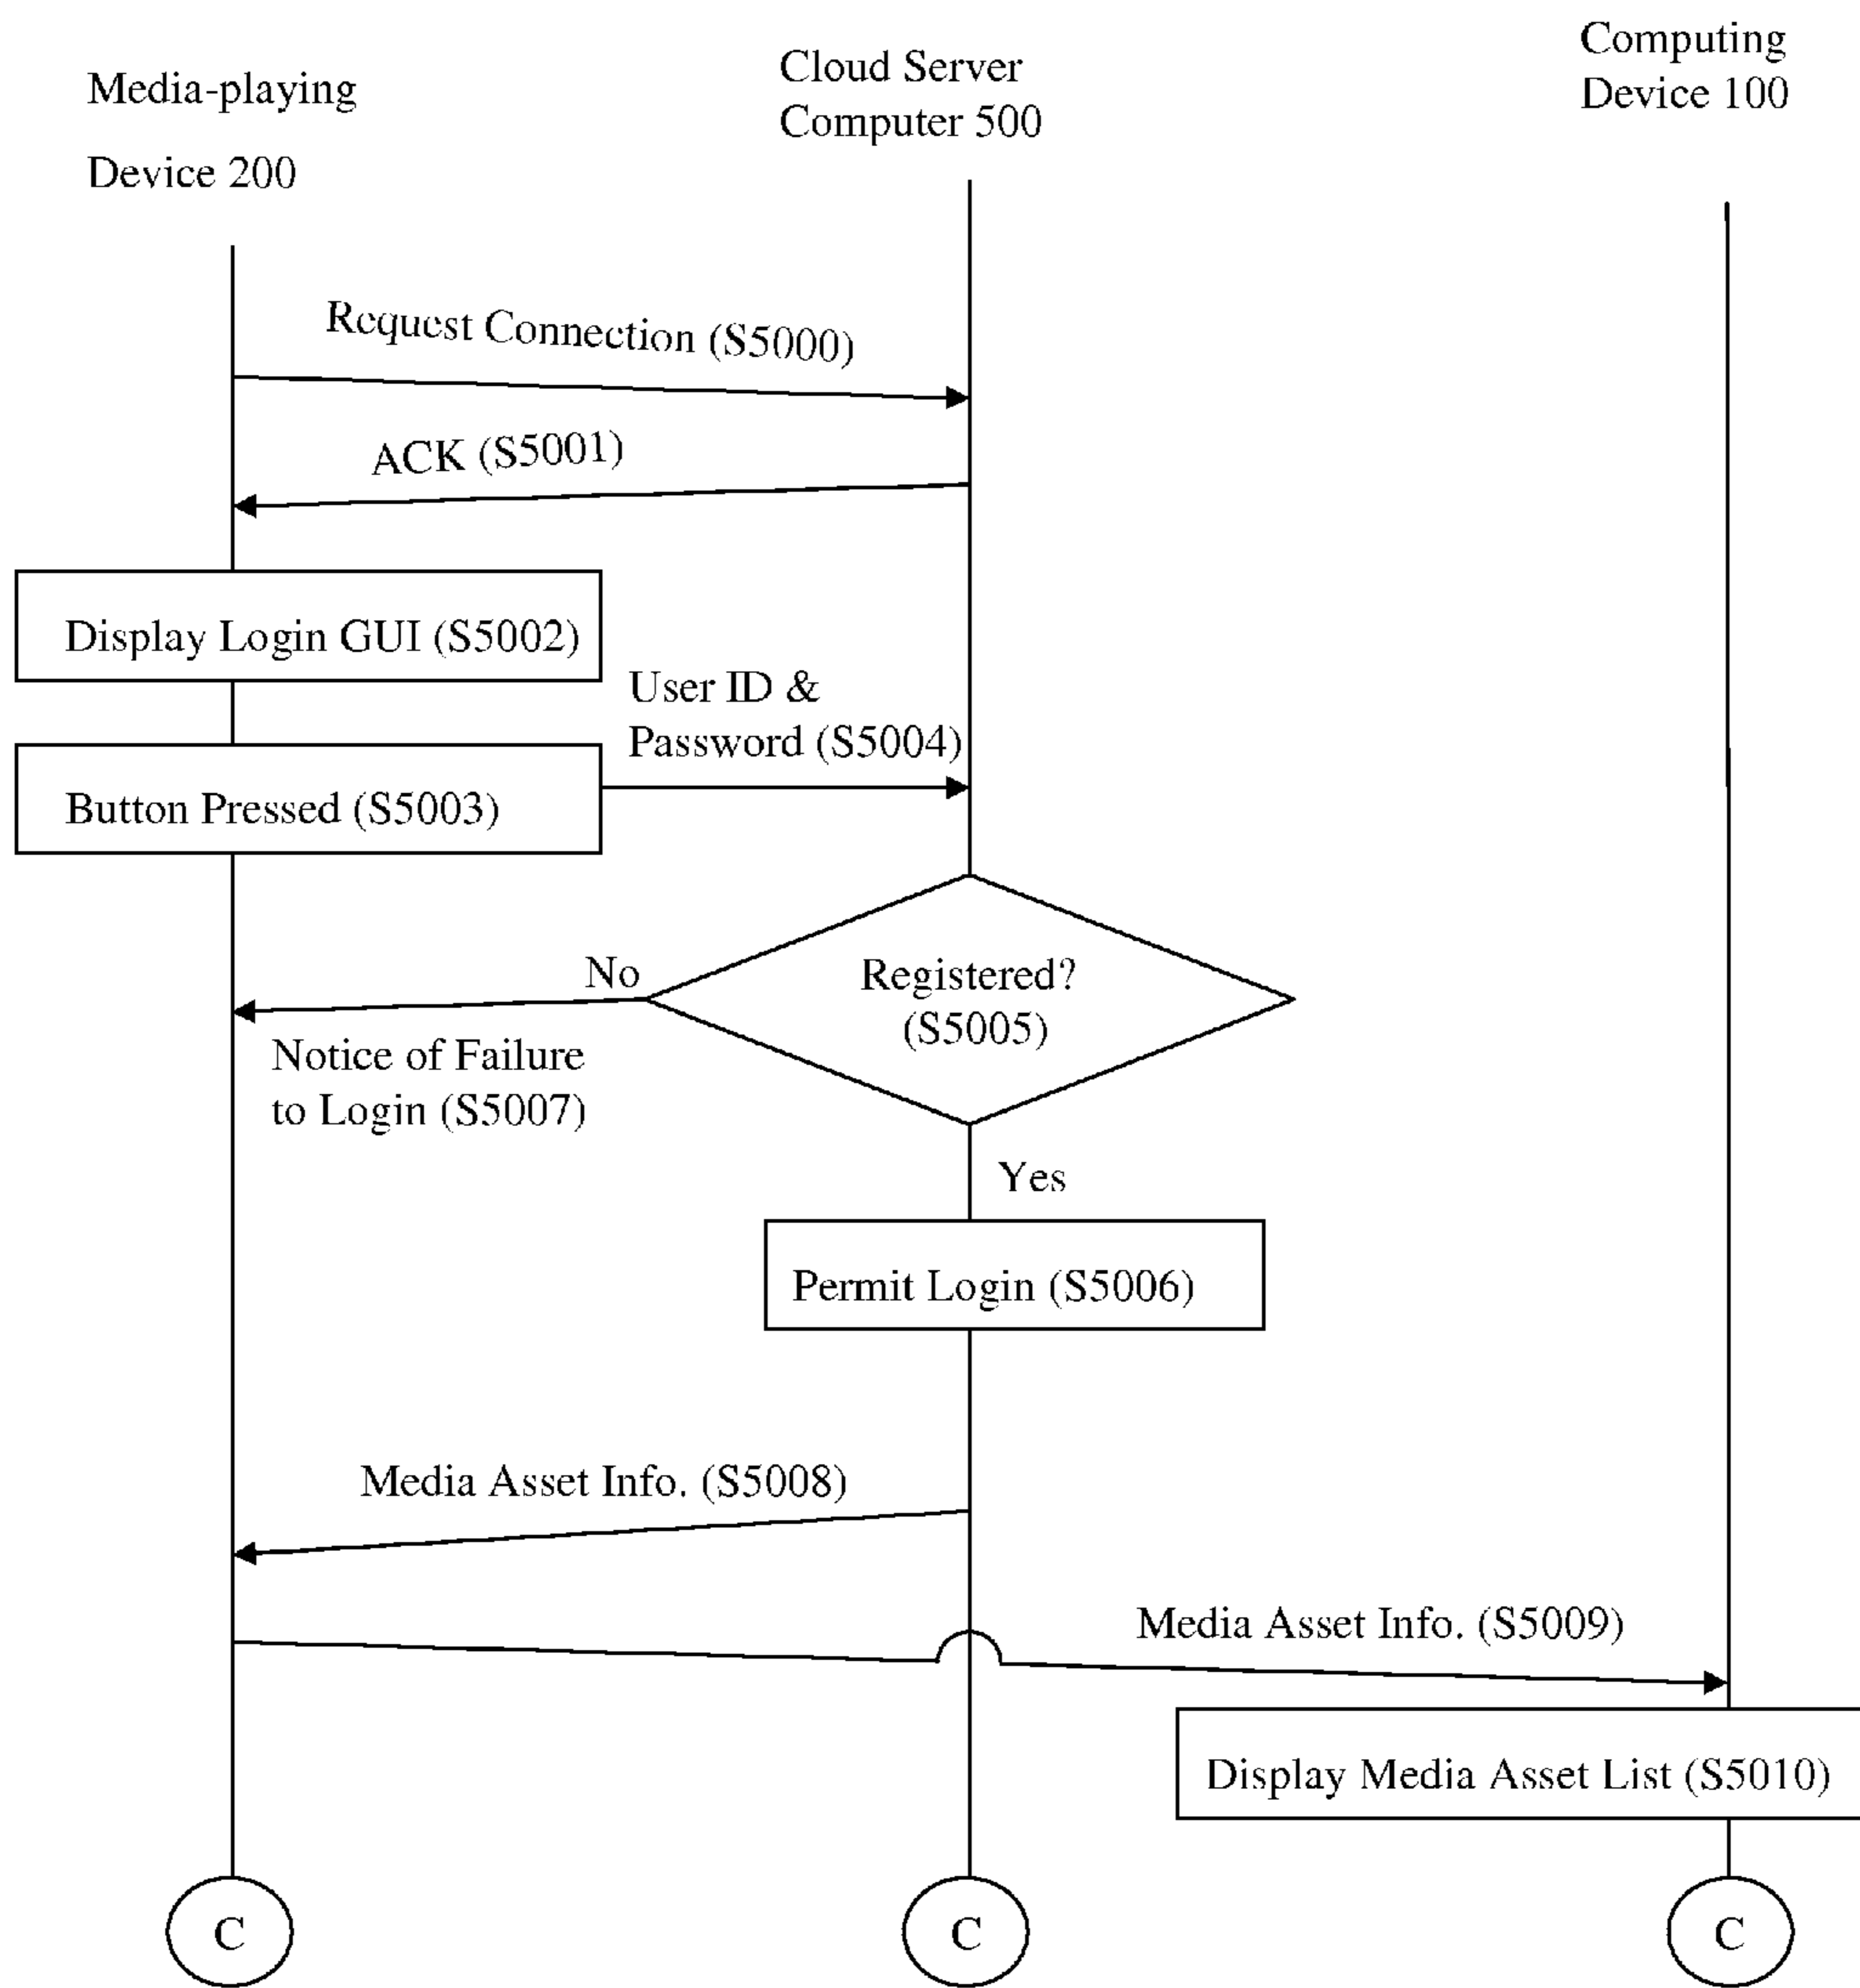 Media-playing
Device 200
Cloud Server
Computer 500
Computing
Device 100
Request Connection (S5000)
ACK (S5001)
Display Login GUI (S5002)
User ID &
Password (S5004)
Button Pressed (S5003)
No
Registered?
(S5005)
Notice of Failure
to Login (S5007)
Yes
Permit Login (S5006)
Media Asset Info. (S5008)
Media Asset Info. (S5009)
Display Media Asset List (S5010)
C
C
C